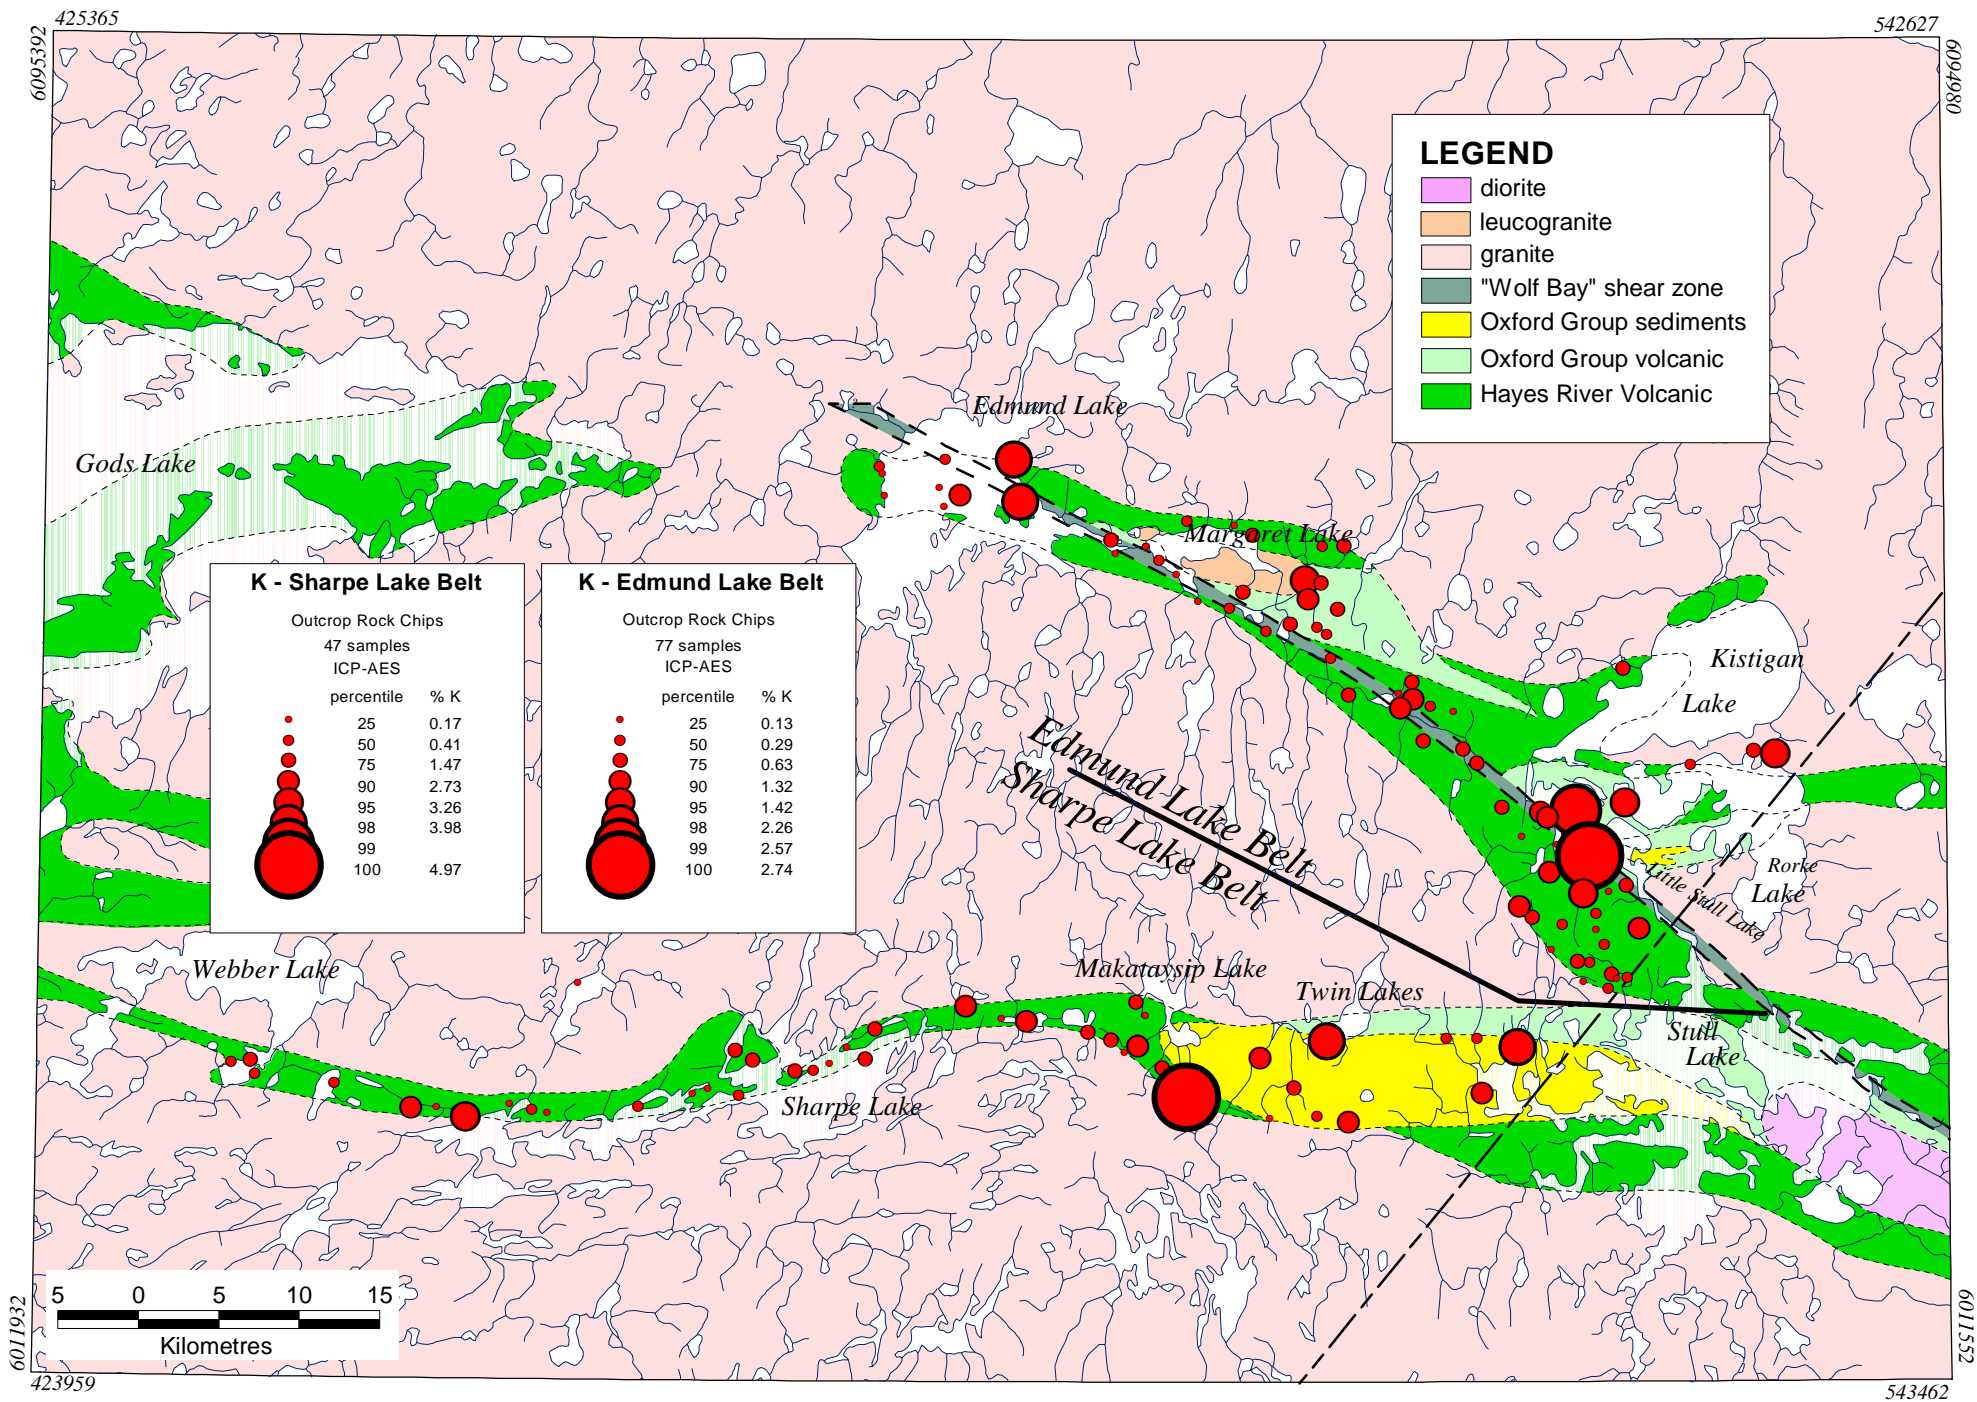 425365
542627
6095392
6094980
LEGEND
diorite
leucogranite
granite
"Wolf Bay" shear zone
Oxford Group sediments
Oxford Group volcanic
Hayes River Volcanic
Edmund Lake
Gods Lake
Margaret Lake
K - Sharpe Lake Belt
Outcrop Rock Chips
47 samples
ICP-AES
percentile % K
25 0.17
50 0.41
75 1.47
90 2.73
95 3.26
98 3.98
99
100 4.97
K - Edmund Lake Belt
Outcrop Rock Chips
77 samples
ICP-AES
percentile % K
25 0.13
50 0.29
75 0.63
90 1.32
95 1.42
98 2.26
99 2.57
100 2.74
Kistigan
Lake
Edmund Lake Belt
Sharpe Lake Belt
Rorke
Lake
Little Stull Lake
Webber Lake
Makataysip Lake
Twin Lakes
Stull
Lake
Sharpe Lake
5 0 5 10 15
Kilometres
6011932
6011552
423959
543462